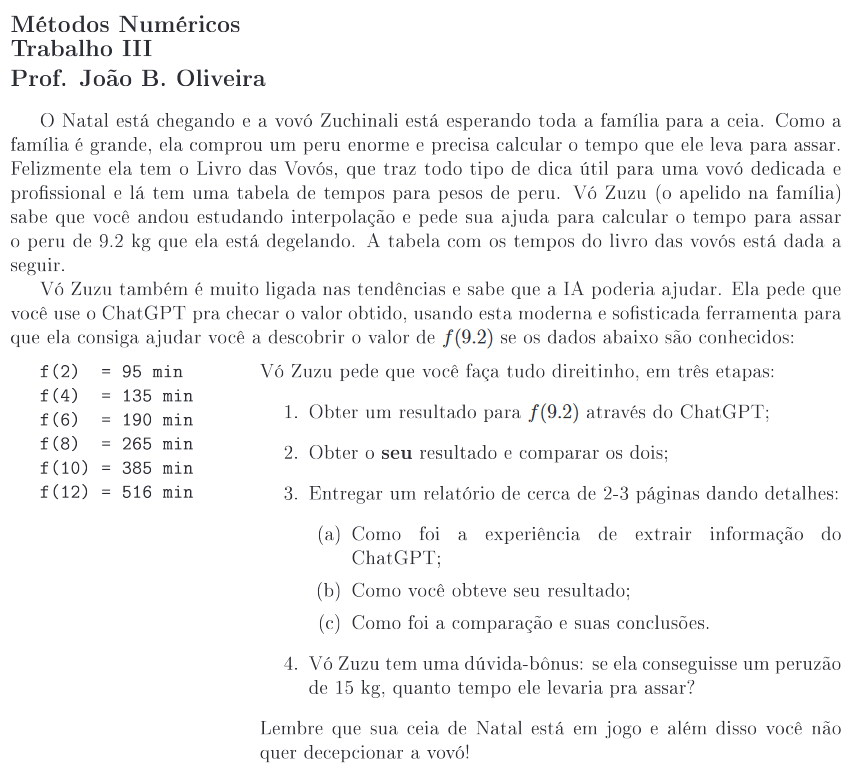 Métodos Numéricos
Trabalho III
Prof. João B. Oliveira
O Natal está chegando e a vovó Zuchinali está esperando toda a família para a ceia. Como a
família é grande, ela comprou um peru enorme e precisa calcular o tempo que ele leva para assar.
Felizmente ela tem o Livro das Vovós, que traz todo tipo de dica útil para uma vovó dedicada e
profissional e lá tem uma tabela de tempos para pesos de peru. Vó Zuzu (o apelido na família)
sabe que você andou estudando interpolação e pede sua ajuda para calcular o tempo para assar
o peru de 9.2 kg que ela está degelando. A tabela com os tempos do livro das vovós está dada a
seguir.
Vó Zuzu também é muito ligada nas tendências e sabe que a IA poderia ajudar. Ela pede que
você use o ChatGPT pra checar o valor obtido, usando esta moderna e sofisticada ferramenta para
que ela consiga ajudar você a descobrir o valor de f(9.2) se os dados abaixo são conhecidos:
f(2) = 95 min
f(4) = 135 min
f(6) = 190 min
f(8) = 265 min
f(10) = 385 min
f(12) = 516 min
Vó Zuzu pede que você faça tudo direitinho, em três etapas:
1. Obter um resultado para f(9.2) através do ChatGPT;
2. Obter o seu resultado e comparar os dois;
3. Entregar um relatório de cerca de 2-3 páginas dando detalhes:
(a) Como foi a experiência de extrair informação do
ChatGPT;
(b) Como você obteve seu resultado;
(c) Como foi a comparação e suas conclusões.
4. Vó Zuzu tem uma dúvida-bônus: se ela conseguisse um peruzão
de 15 kg, quanto tempo ele levaria pra assar?
Lembre que sua ceia de Natal está em jogo e além disso você não
quer decepcionar a vovó!